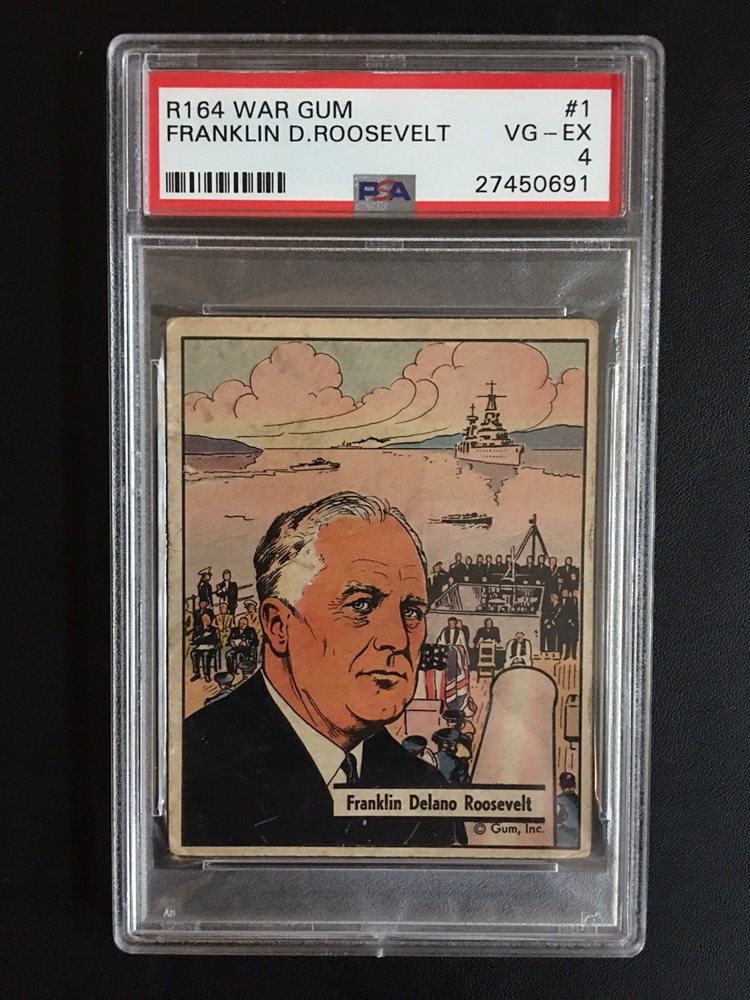 R164 WAR GUM #1
FRANKLIN D.ROOSEVELT VG-EX
4
PSA 27450691
Franklin Delano Roosevelt
© Gum, Inc.